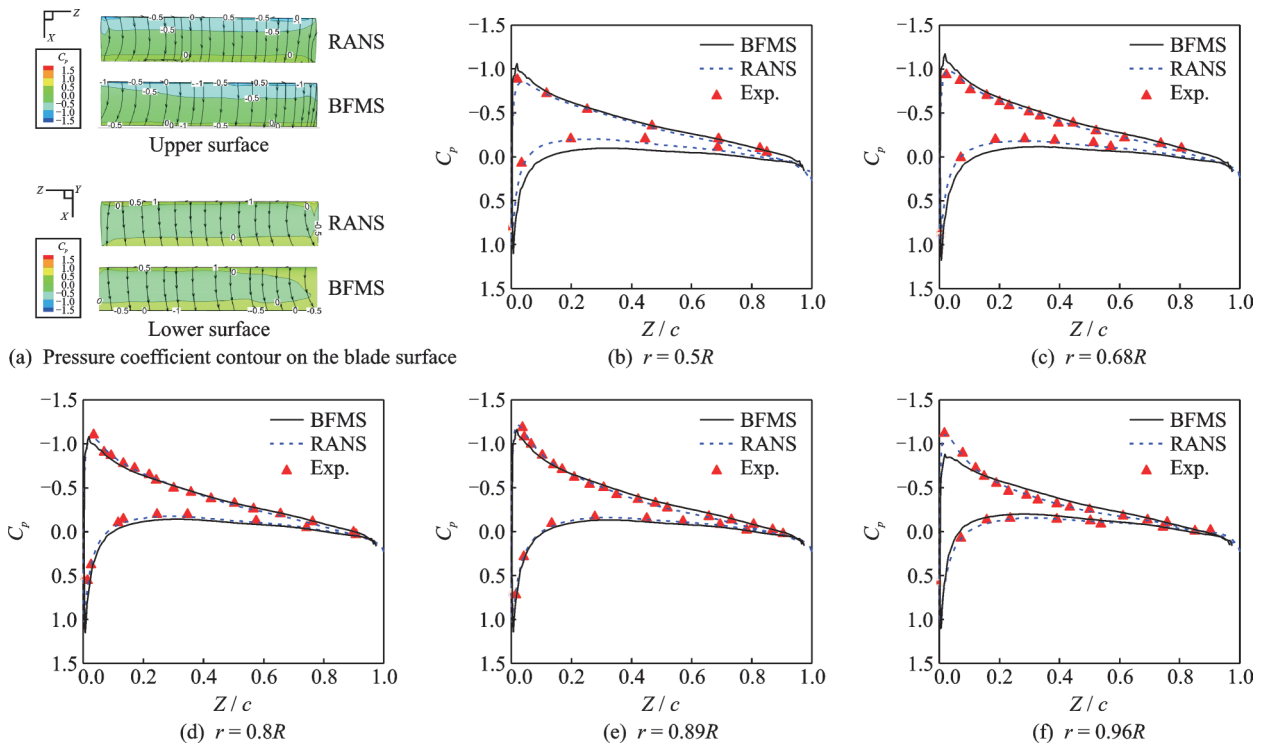 Z
X
C_p
1.5
1.0
0.5
0.0
−0.5
−1.0
−1.5
RANS
BFMS
Upper surface
Z Y
X
C_p
1.5
1.0
0.5
0.0
−0.5
−1.0
−1.5
RANS
BFMS
Lower surface
(a) Pressure coefficient contour on the blade surface
−1.5
−1.0
−0.5
0.0
0.5
1.0
1.5
C_p
BFMS
RANS
Exp.
0.0 0.2 0.4 0.6 0.8 1.0
Z / c
(b) r = 0.5R
−1.5
−1.0
−0.5
0.0
0.5
1.0
1.5
C_p
BFMS
RANS
Exp.
0.0 0.2 0.4 0.6 0.8 1.0
Z / c
(c) r = 0.68R
−1.5
−1.0
−0.5
0.0
0.5
1.0
1.5
C_p
BFMS
RANS
Exp.
0.0 0.2 0.4 0.6 0.8 1.0
Z / c
(d) r = 0.8R
−1.5
−1.0
−0.5
0.0
0.5
1.0
1.5
C_p
BFMS
RANS
Exp.
0.0 0.2 0.4 0.6 0.8 1.0
Z / c
(e) r = 0.89R
−1.5
−1.0
−0.5
0.0
0.5
1.0
1.5
C_p
BFMS
RANS
Exp.
0.0 0.2 0.4 0.6 0.8 1.0
Z / c
(f) r = 0.96R